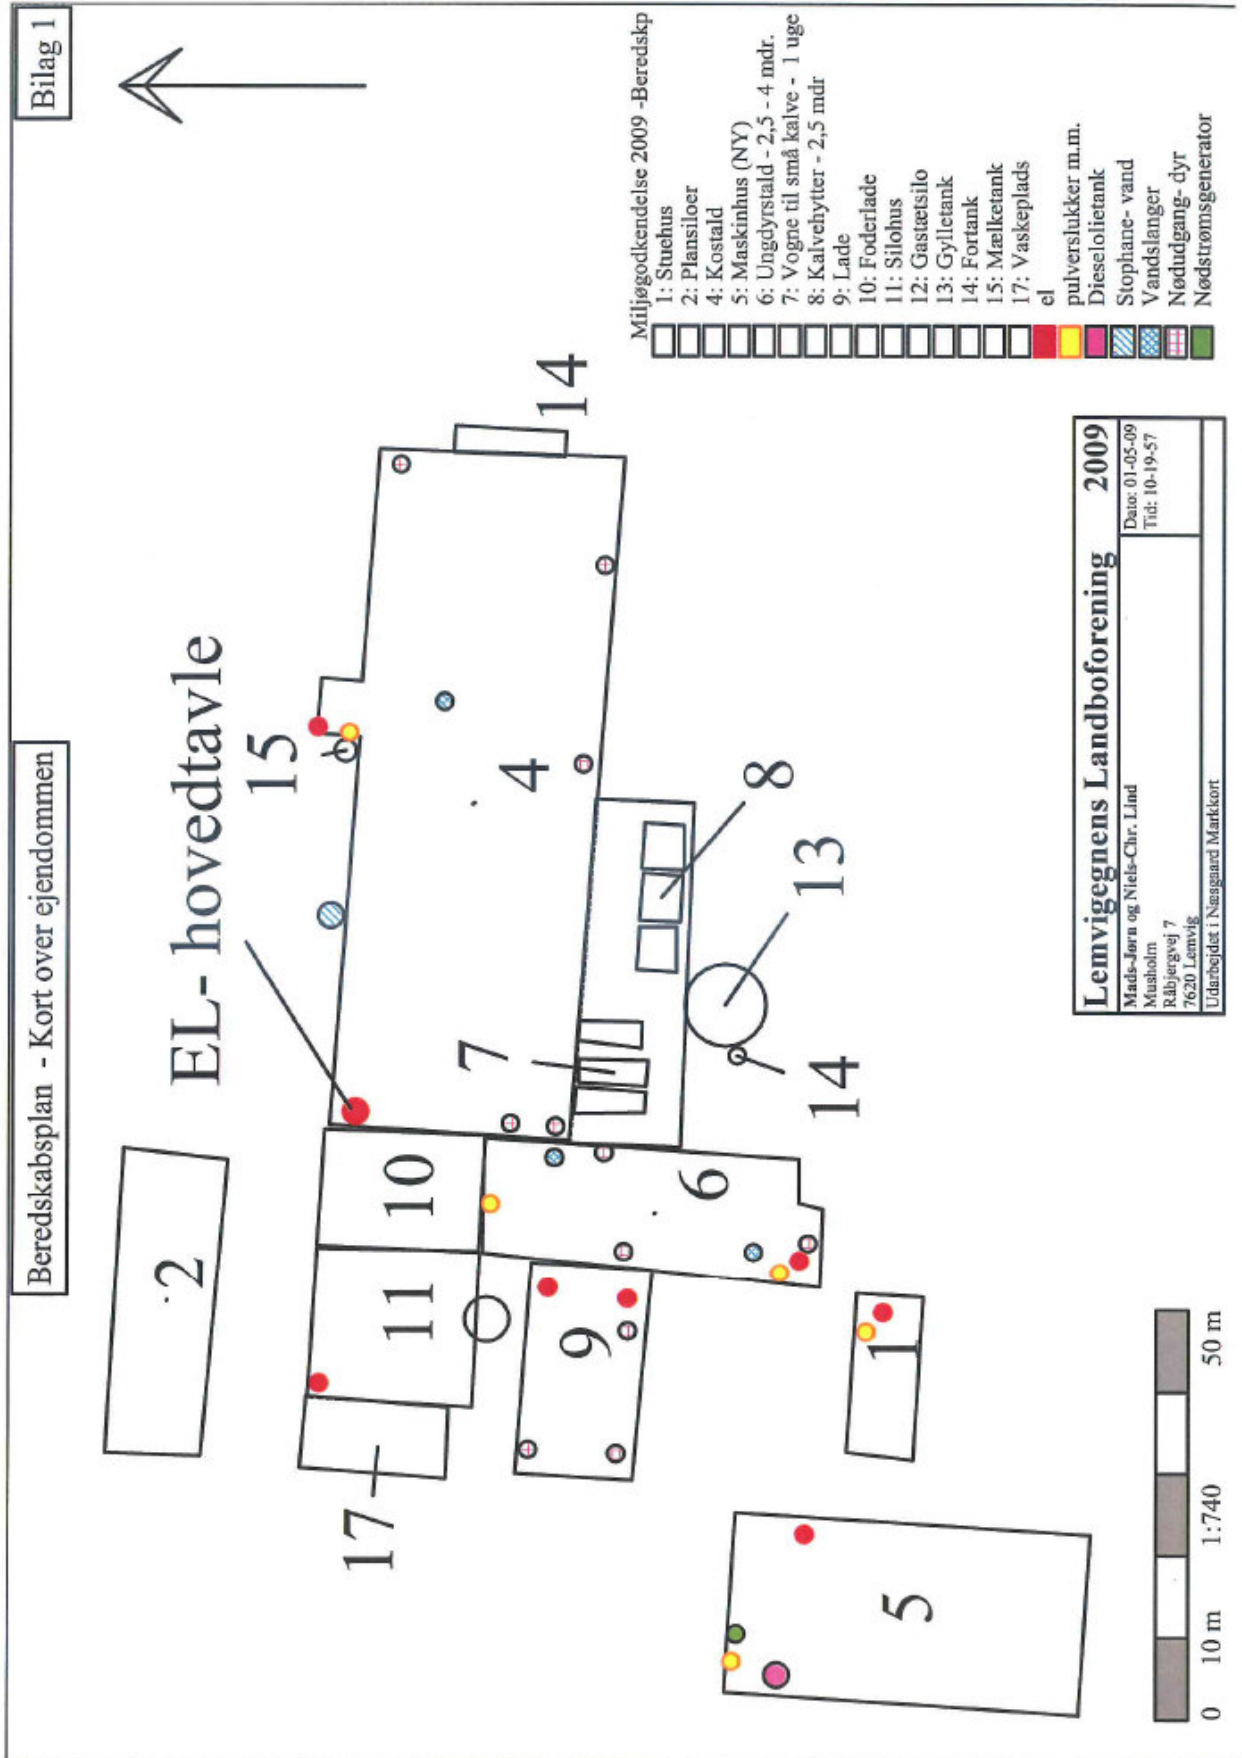 Bilag 1
Beredskabsplan - Kort over ejendommen
EL- hovedtavle
2
15
17
11
10
4
14
7
9
6
8
13
14
1
5
Miljøgodkendelse 2009 -Beredskp
1: Stuehus
2: Plansiloer
4: Kostald
5: Maskinhus (NY)
6: Ungdyrstald - 2,5 - 4 mdr.
7: Vogne til små kalve - 1 uge
8: Kalvehytter - 2,5 mdr
9: Lade
10: Foderlade
11: Silohus
12: Gastætsilo
13: Gylletank
14: Fortank
15: Mælketank
17: Vaskeplads
el
pulverslukker m.m.
Dieselolietank
Stophane- vand
Vandslanger
Nødudgang- dyr
Nødstrømsgenerator
Lemvigegnens Landboforening 2009
Mads-Jørn og Niels-Chr. Lind
Musholm
Råbjergvej 7
7620 Lemvig
Dato: 01-05-09
Tid: 10-19-57
Udarbejdet i Næsgaard Markkort
0 10 m 1:740 50 m